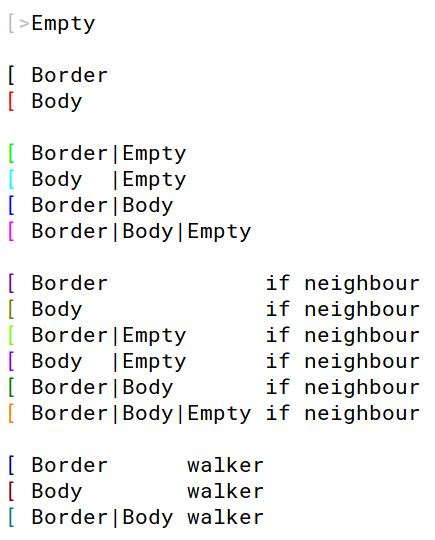 [>Empty
[ Border
[ Body
[ Border|Empty
[ Body  |Empty
[ Border|Body
[ Border|Body|Empty
[ Border            if neighbour
[ Body              if neighbour
[ Border|Empty      if neighbour
[ Body  |Empty      if neighbour
[ Border|Body       if neighbour
[ Border|Body|Empty if neighbour
[ Border      walker
[ Body        walker
[ Border|Body walker